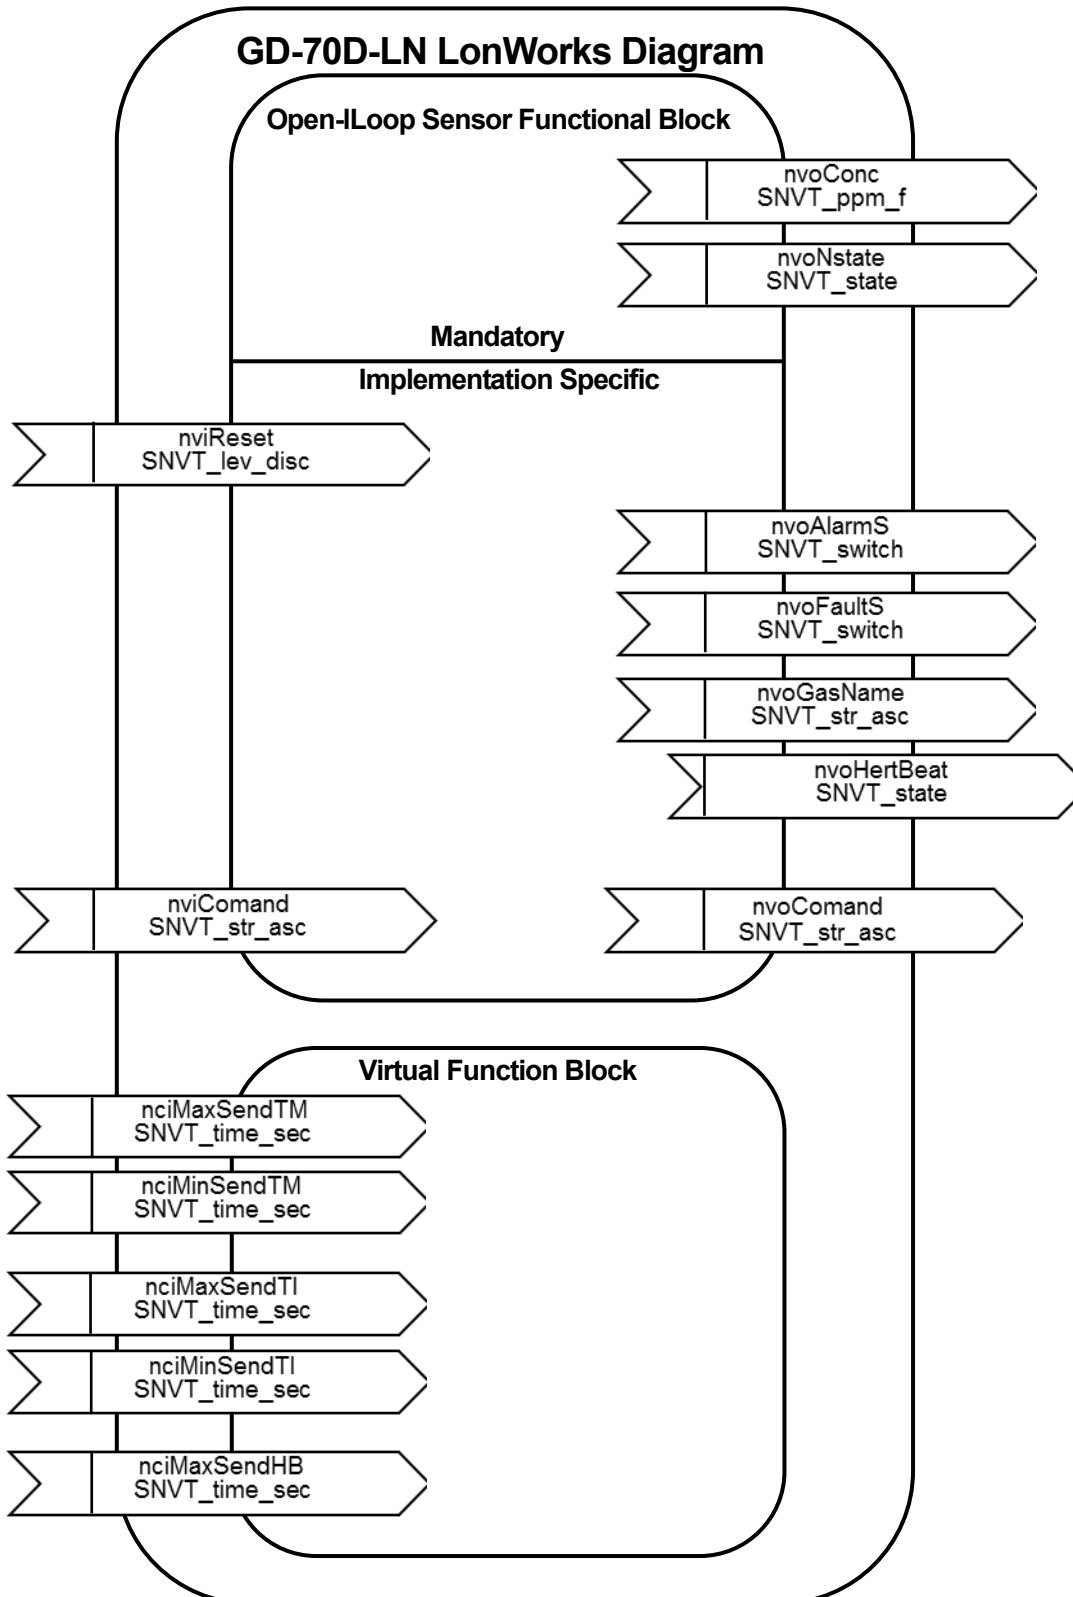 GD-70D-LN LonWorks Diagram
Open-lLoop Sensor Functional Block
nvoConc
SNVT_ppm_f
nvoNstate
SNVT_state
Mandatory
Implementation Specific
nviReset
SNVT_lev_disc
nvoAlarmS
SNVT_switch
nvoFaultS
SNVT_switch
nvoGasName
SNVT_str_asc
nvoHertBeat
SNVT_state
nviComand
SNVT_str_asc
nvoComand
SNVT_str_asc
Virtual Function Block
nciMaxSendTM
SNVT_time_sec
nciMinSendTM
SNVT_time_sec
nciMaxSendTI
SNVT_time_sec
nciMinSendTI
SNVT_time_sec
nciMaxSendHB
SNVT_time_sec